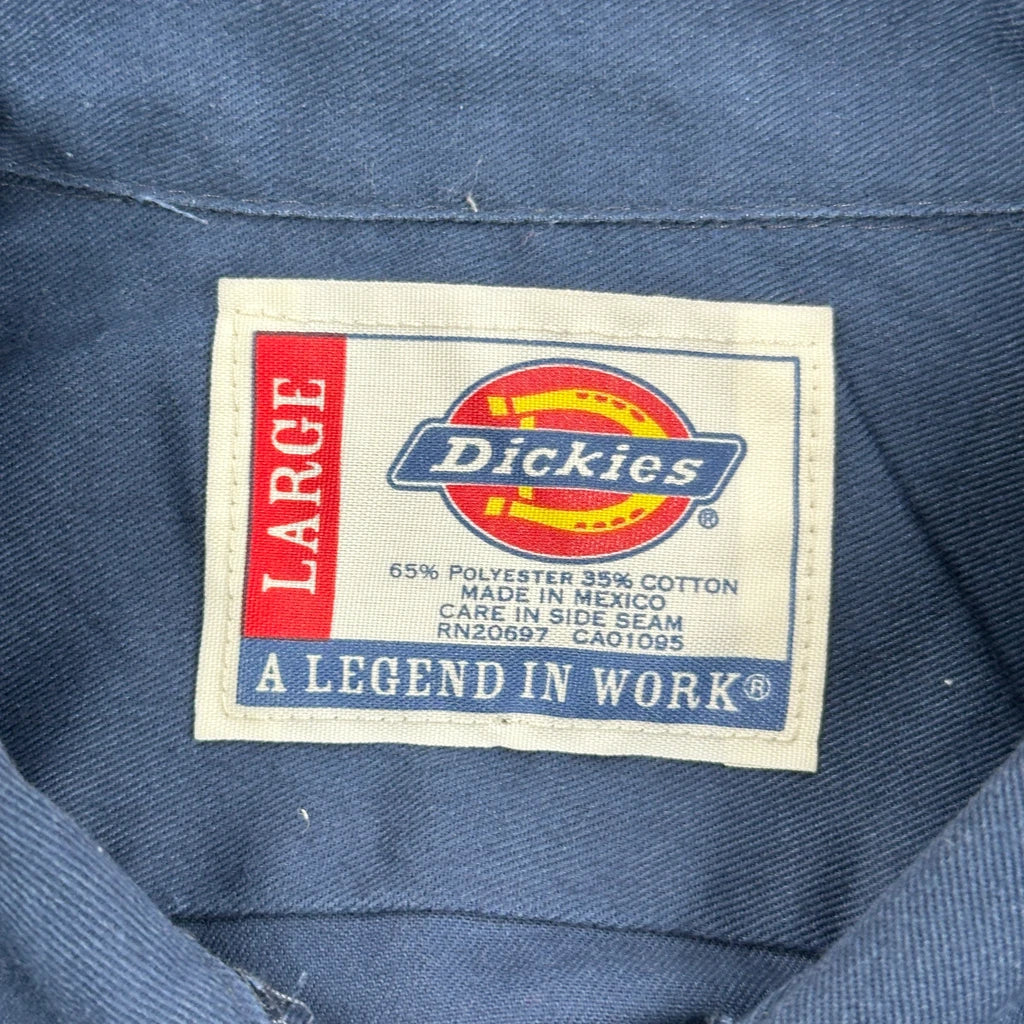 LARGE
Dickies®
65% POLYESTER 35% COTTON
MADE IN MEXICO
CARE IN SIDE SEAM
RN20697 CA01095
A LEGEND IN WORK®